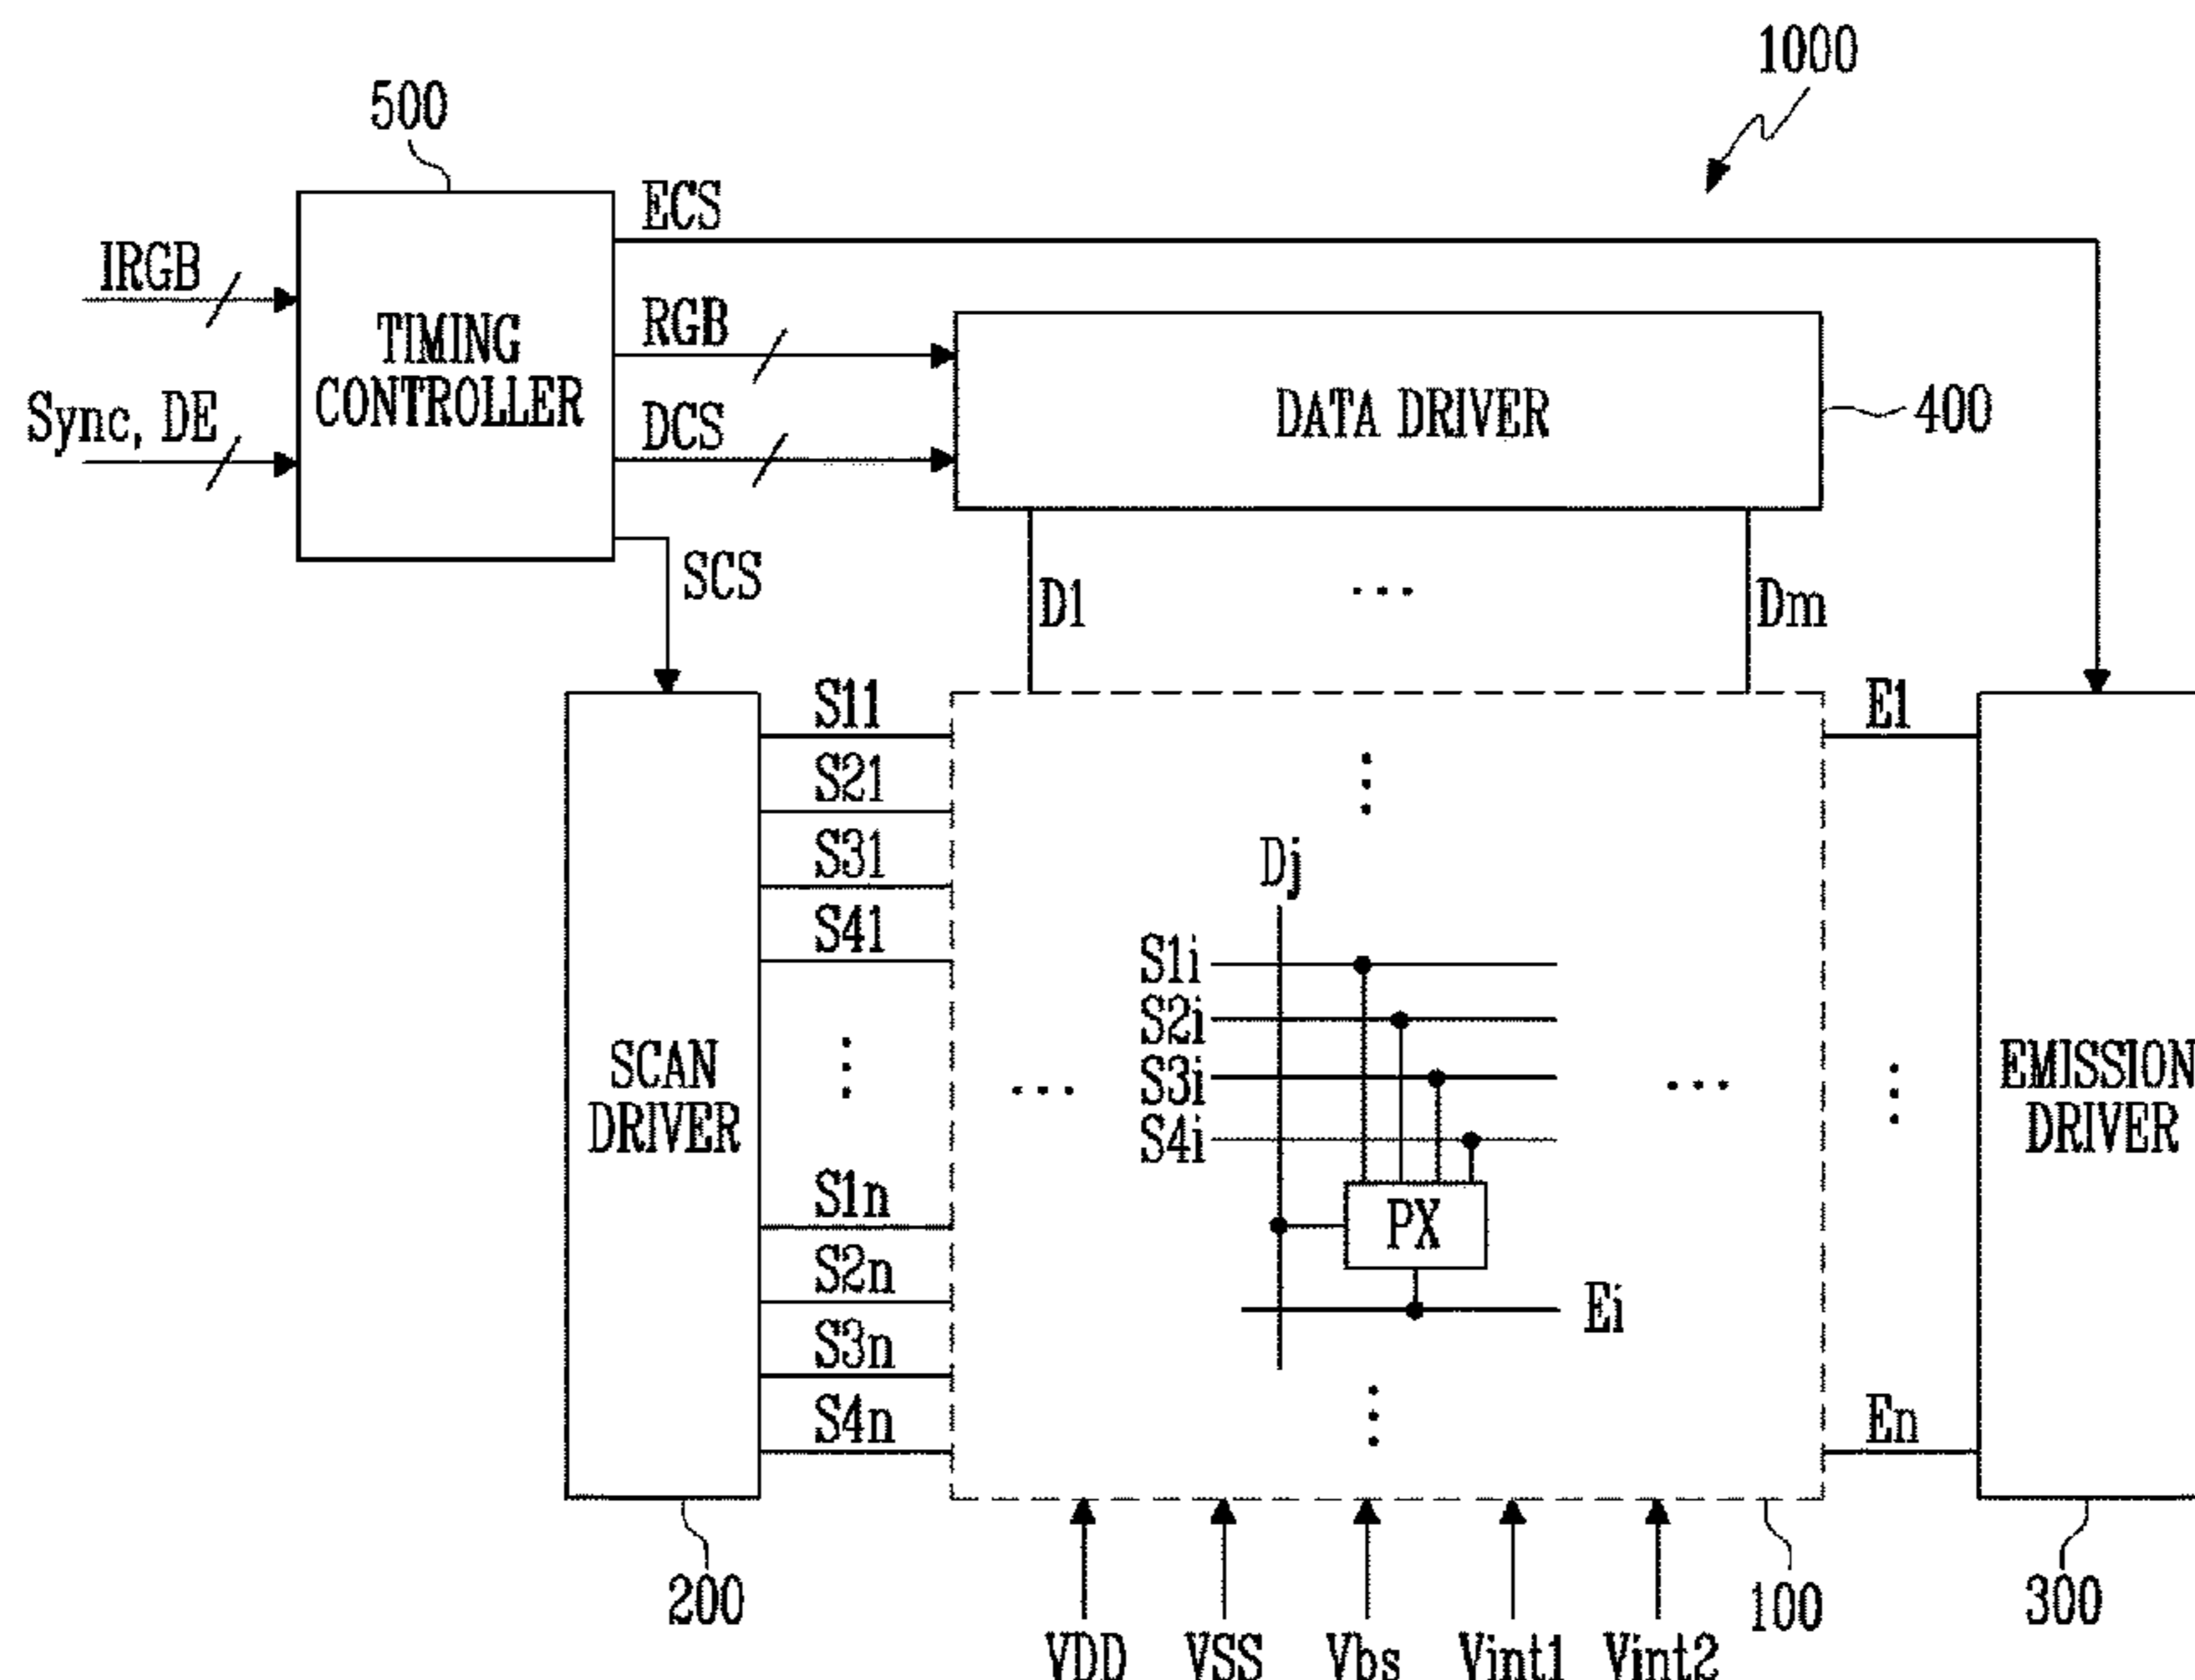 1000
500
ECS
IRGB
RGB
TIMING
CONTROLLER
DATA DRIVER
400
Sync, DE
DCS
SCS
D1
...
Dm
S11
E1
S21
S31
Dj
S41
S1i
S2i
S3i
S4i
SCAN
DRIVER
...
...
EMISSION
DRIVER
S1n
PX
S2n
Ei
S3n
S4n
En
200
100
300
VDD
VSS
Vbs
Vint1
Vint2